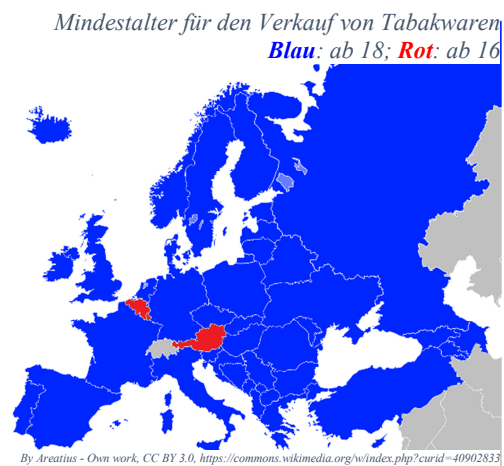 Mindestalter für den Verkauf von Tabakwaren
Blau: ab 18; Rot: ab 16
By Areatius - Own work, CC BY 3.0, https://commons.wikimedia.org/w/index.php?curid=40902833